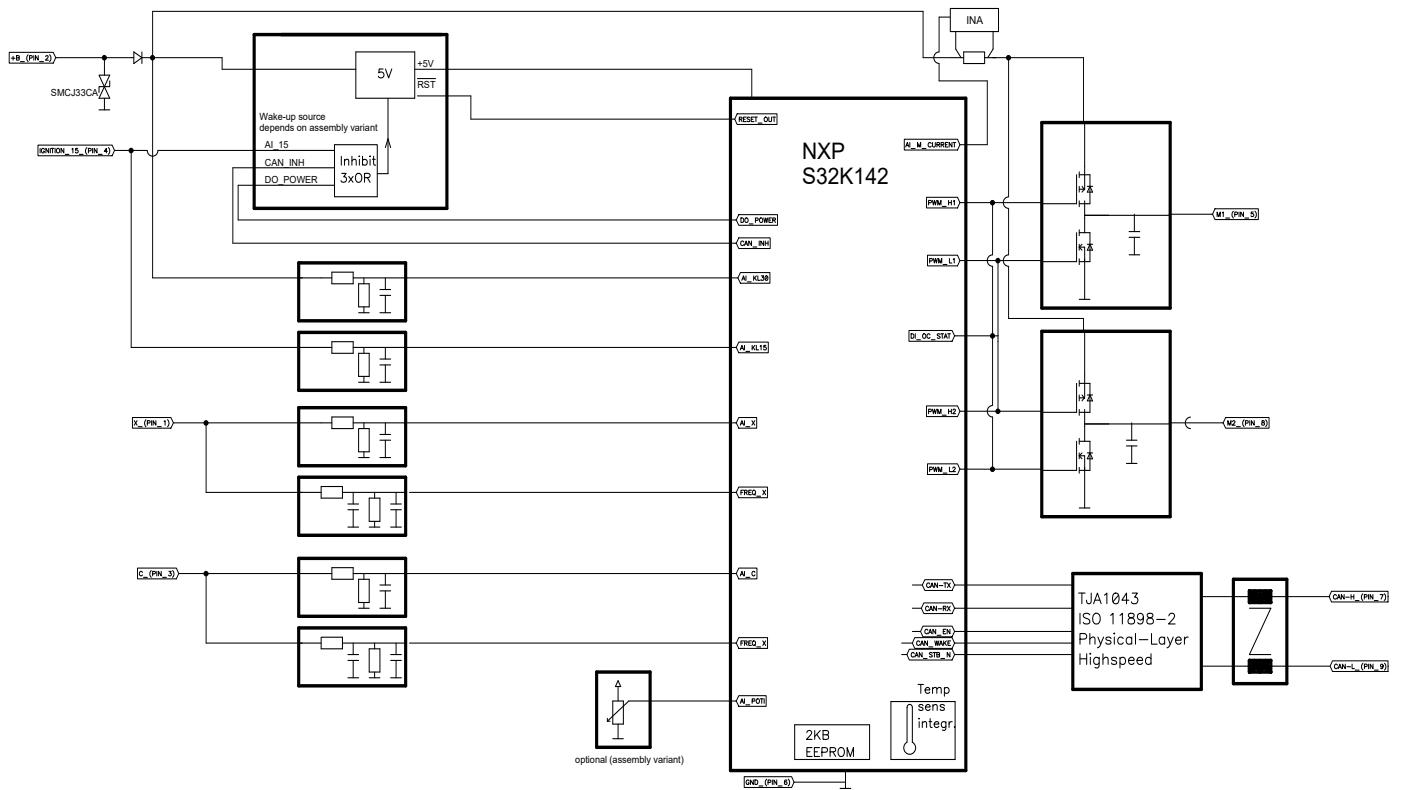 INA
+B_(PIN_2)
5V
+5V
RST
SMCJ33CA
Wake-up source
depends on assembly variant
RESET_OUT
IGNITION_15_(PIN_4)
AI_15
CAN_INH
DO_POWER
Inhibit
3xOR
NXP
S32K142
AI_M_CURRENT
PWM_H1
M1_(PIN_5)
DO_POWER
CAN_INH
PWM_L1
AI_KL30
DI_OC_STAT
AI_KL15
X_(PIN_1)
AI_X
PWM_H2
M2_(PIN_8)
PWM_L2
FREQ_X
C_(PIN_3)
AI_C
CAN-TX
CAN-RX
CAN_EN
CAN_WAKE
CAN_STB_N
TJA1043
ISO 11898-2
Physical-Layer
Highspeed
CAN-H_(PIN_7)
CAN-L_(PIN_9)
FREQ_X
AI_POTI
optional (assembly variant)
Temp
sens
integr.
2KB
EEPROM
GND_(PIN_6)